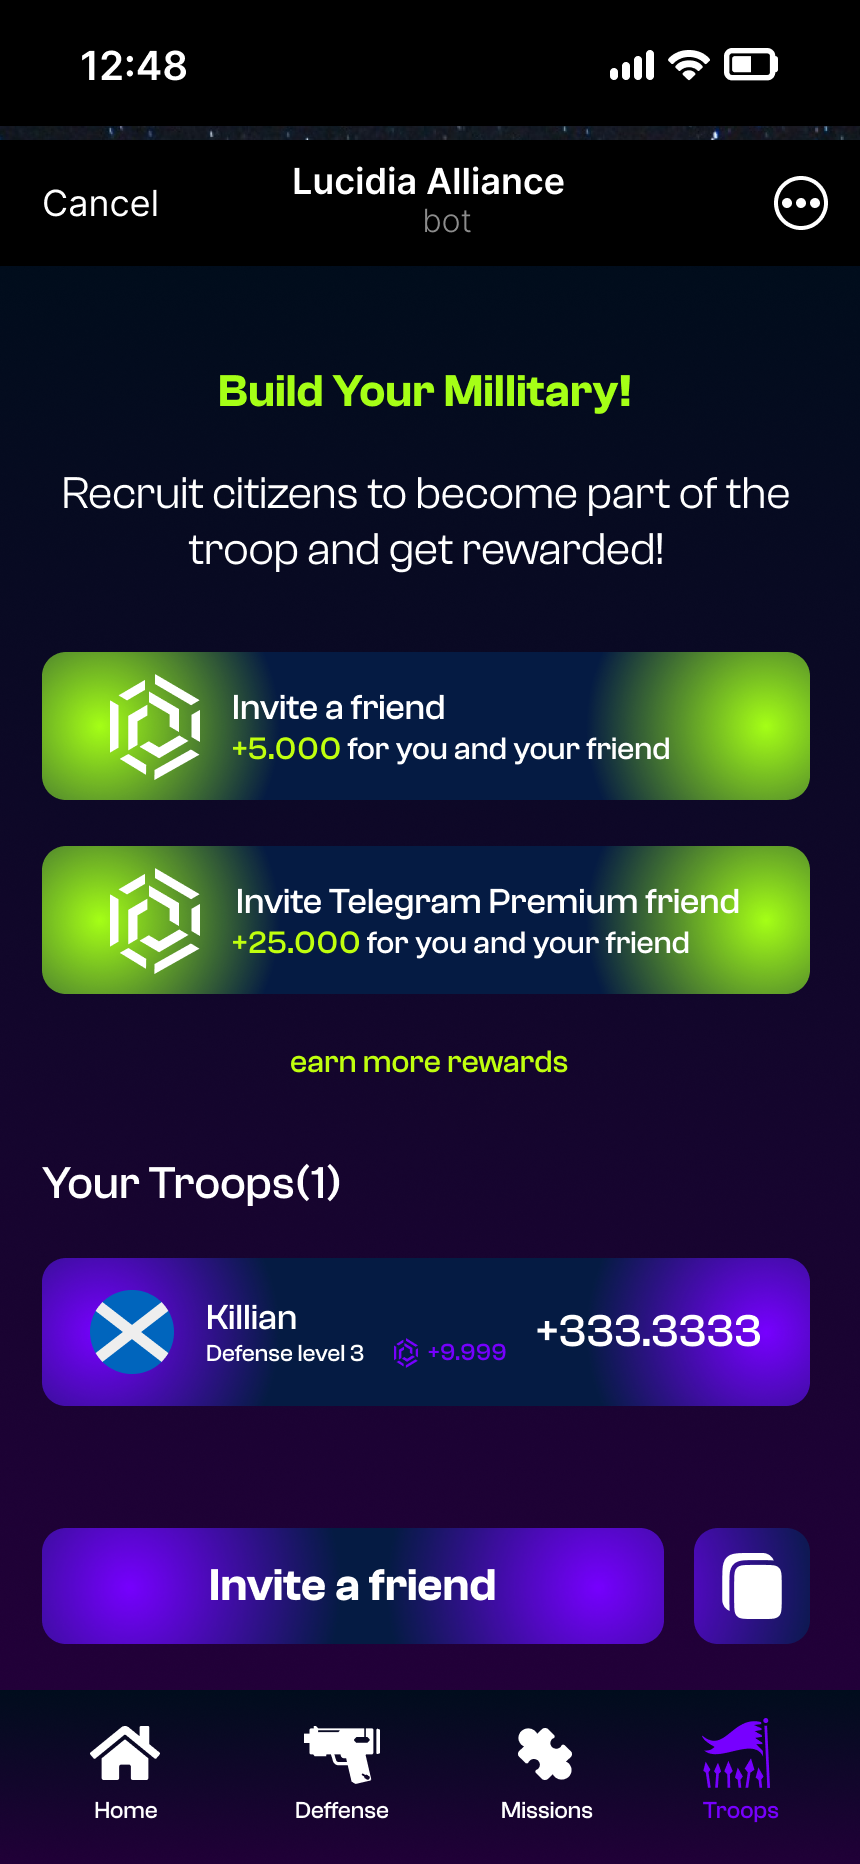 12:48
Cancel
Lucidia Alliance
bot
Build Your Millitary!
Recruit citizens to become part of the
troop and get rewarded!
Invite a friend
+5.000 for you and your friend
Invite Telegram Premium friend
+25.000 for you and your friend
earn more rewards
Your Troops(1)
Killian
Defense level 3
+9.999
+333.3333
Invite a friend
Home
Deffense
Missions
Troops